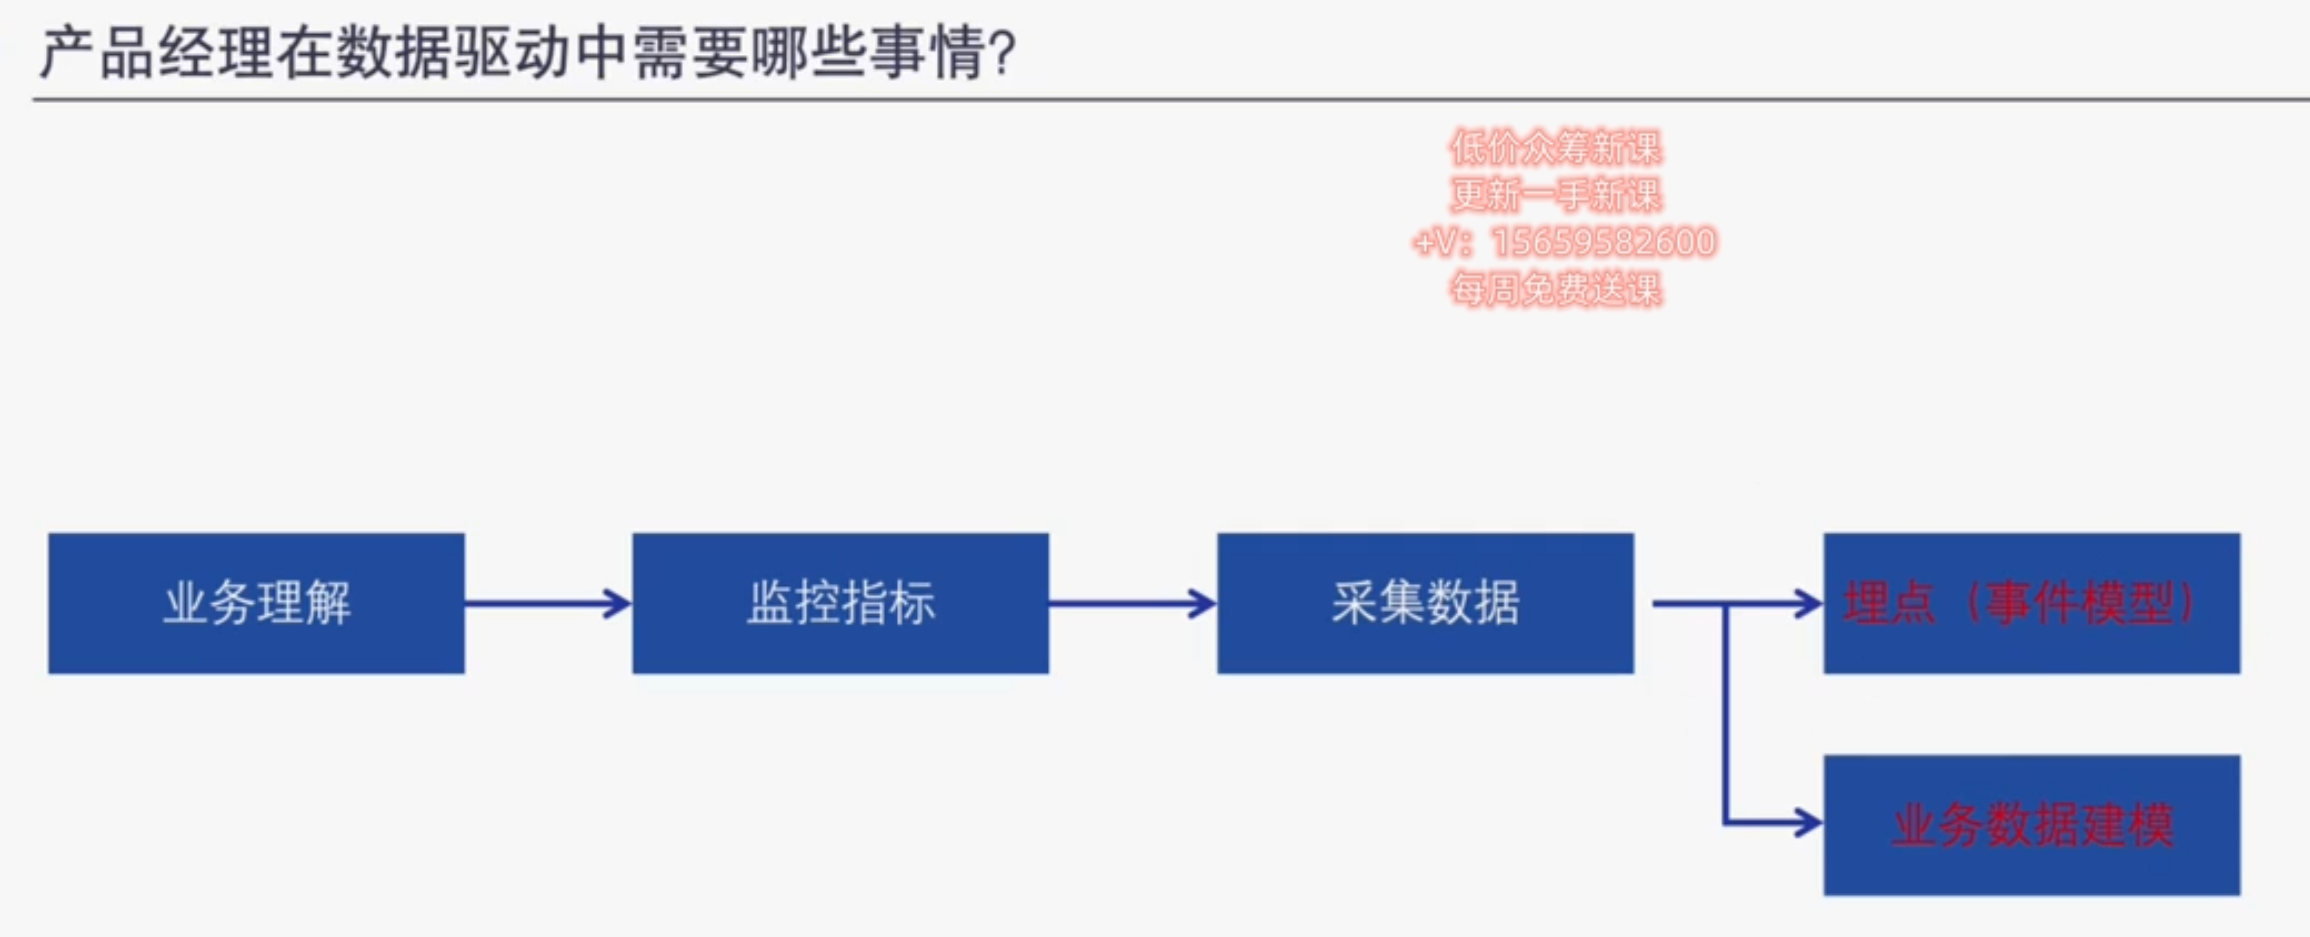 产品经理在数据驱动中需要哪些事情?
低价众筹新课
更新一手新课
+V：15659582600
每周免费送课
业务理解
监控指标
采集数据
埋点（事件模型）
业务数据建模